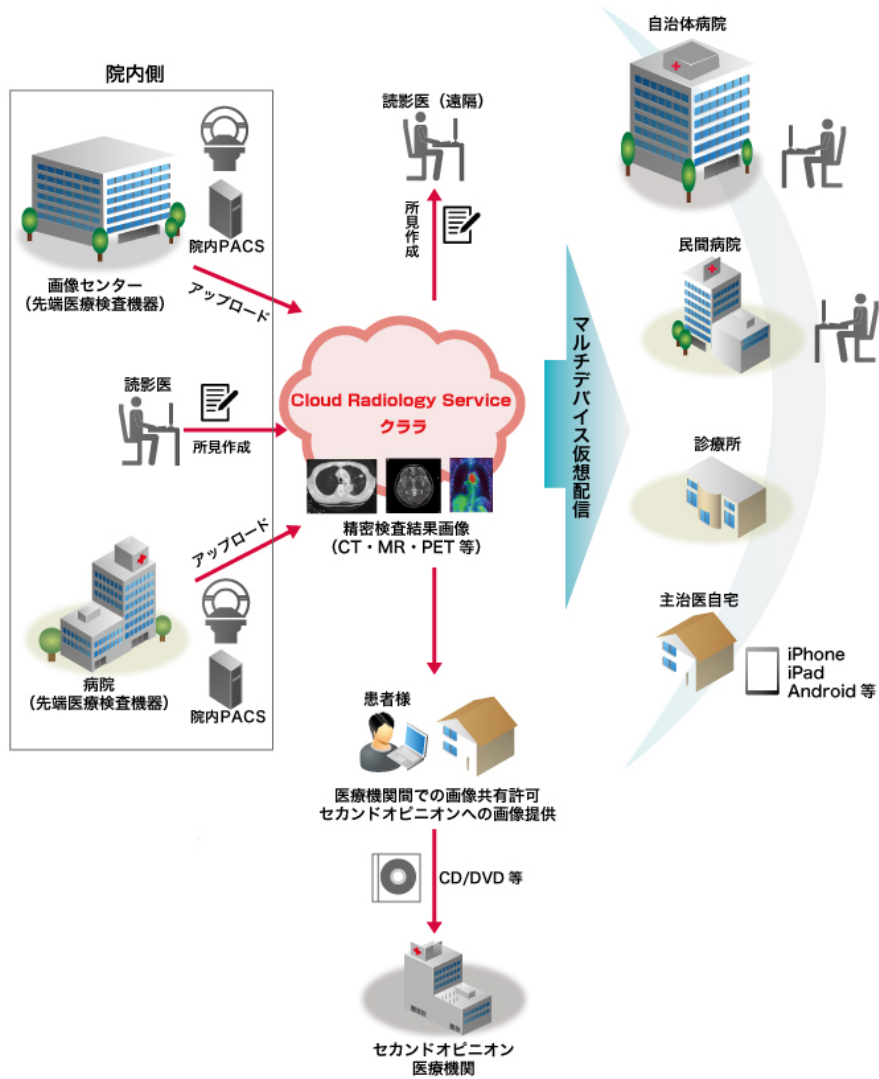 院内側
院内PACS
画像センター
（先端医療検査機器）
アップロード
読影医
所見作成
アップロード
病院
（先端医療検査機器）
院内PACS
読影医（遠隔）
所見作成
Cloud Radiology Service
クララ
精密検査結果画像
（CT・MR・PET 等）
患者様
医療機関間での画像共有許可
セカンドオピニオンへの画像提供
CD/DVD 等
セカンドオピニオン
医療機関
マルチデバイス仮想配信
自治体病院
民間病院
診療所
主治医自宅
iPhone
iPad
Android 等